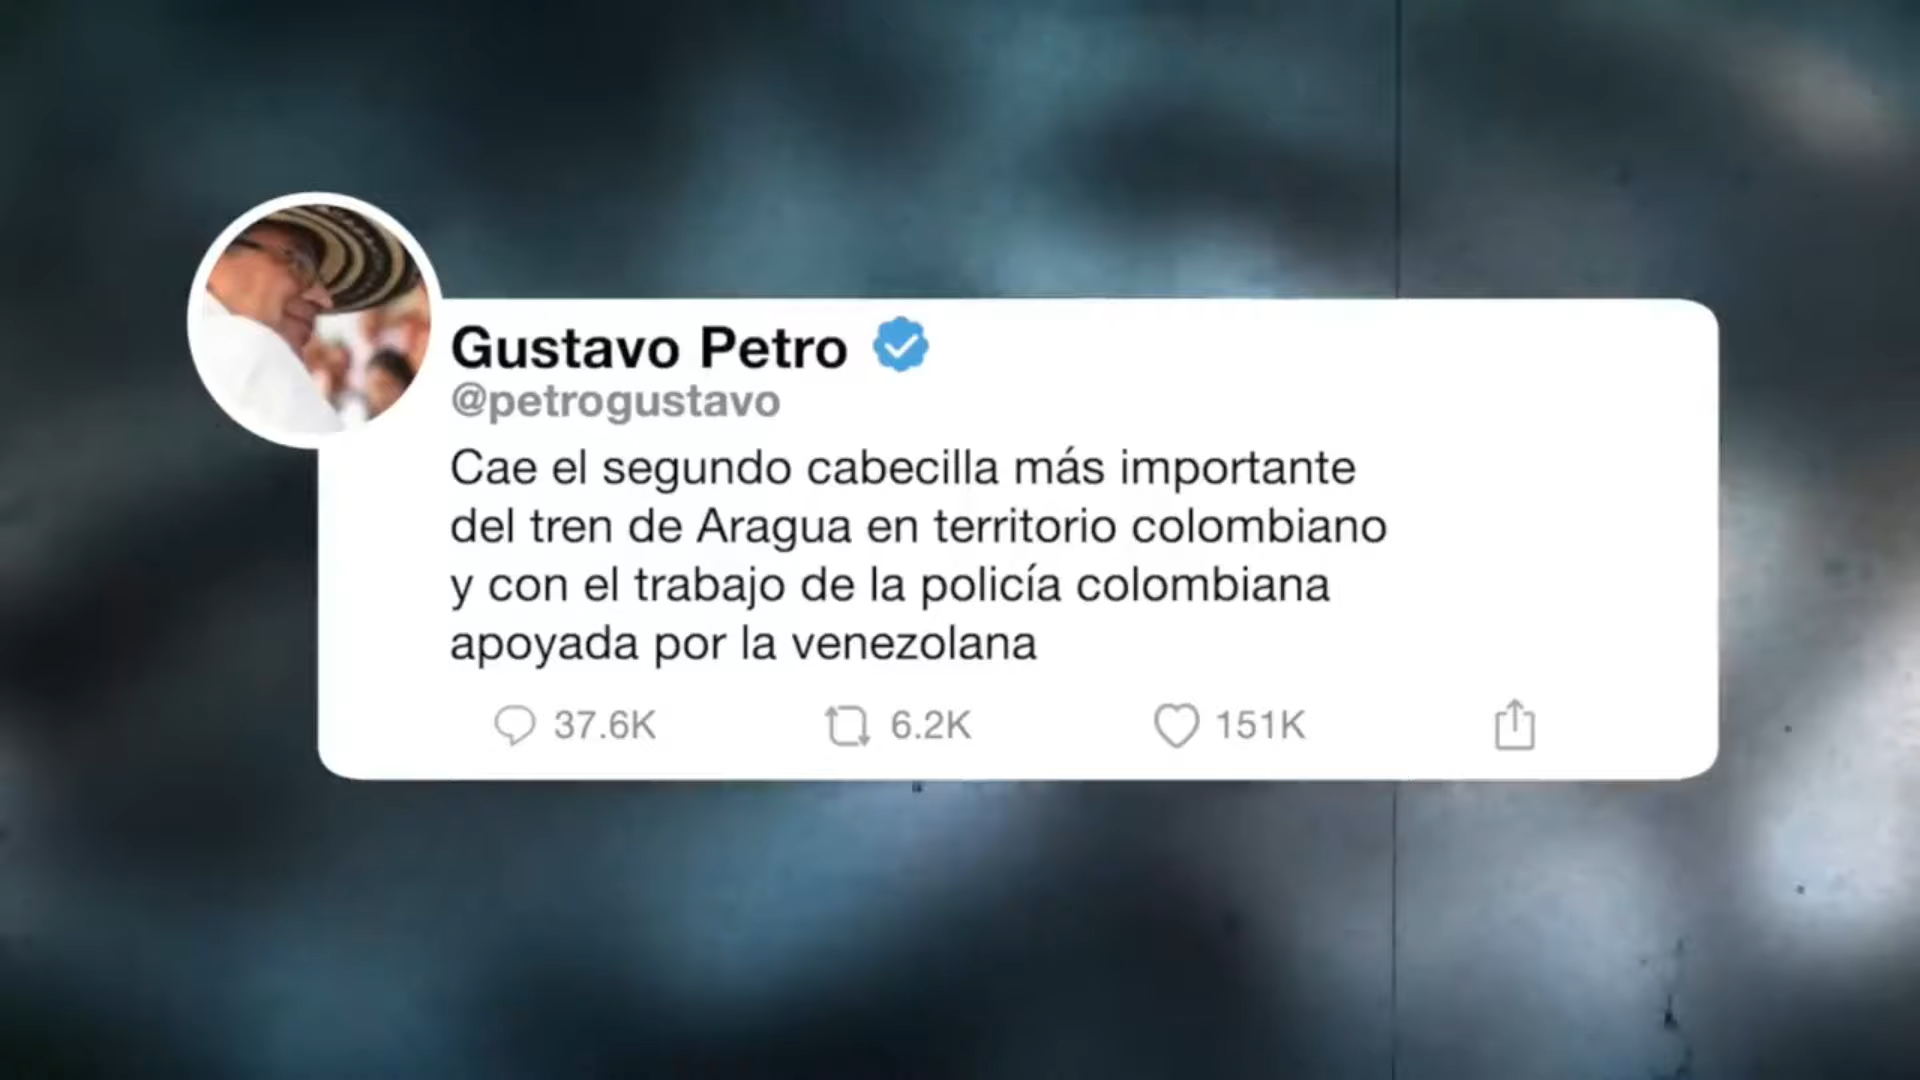 Gustavo Petro
@petrogustavo
Cae el segundo cabecilla más importante
del tren de Aragua en territorio colombiano
y con el trabajo de la policía colombiana
apoyada por la venezolana
37.6K 6.2K 151K